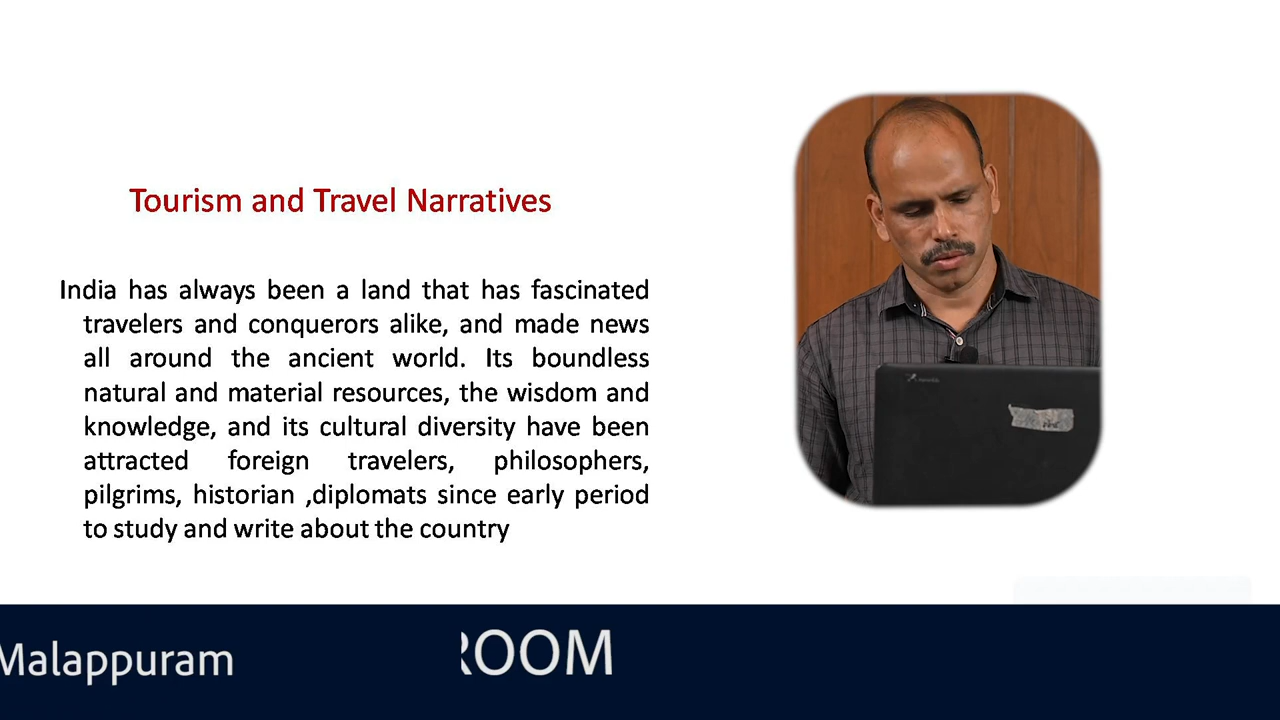 Tourism and Travel Narratives
India has always been a land that has fascinated
travelers and conquerors alike, and made news
all around the ancient world. Its boundless
natural and material resources, the wisdom and
knowledge, and its cultural diversity have been
attracted foreign travelers, philosophers,
pilgrims, historian ,diplomats since early period
to study and write about the country
Malappuram
ROOM